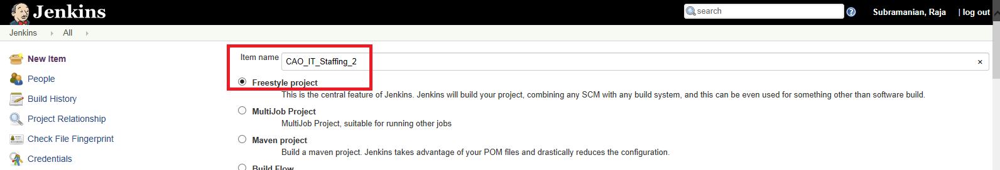 Jenkins
search
Subramanian, Raja | log out
Jenkins All
New Item
People
Build History
Project Relationship
Check File Fingerprint
Credentials
Item name CAO_IT_Staffing_2
Freestyle project
This is the central feature of Jenkins. Jenkins will build your project, combining any SCM with any build system, and this can be even used for something other than software build.
MultiJob Project
MultiJob Project, suitable for running other jobs
Maven project
Build a maven project. Jenkins takes advantage of your POM files and drastically reduces the configuration.
Build Flow